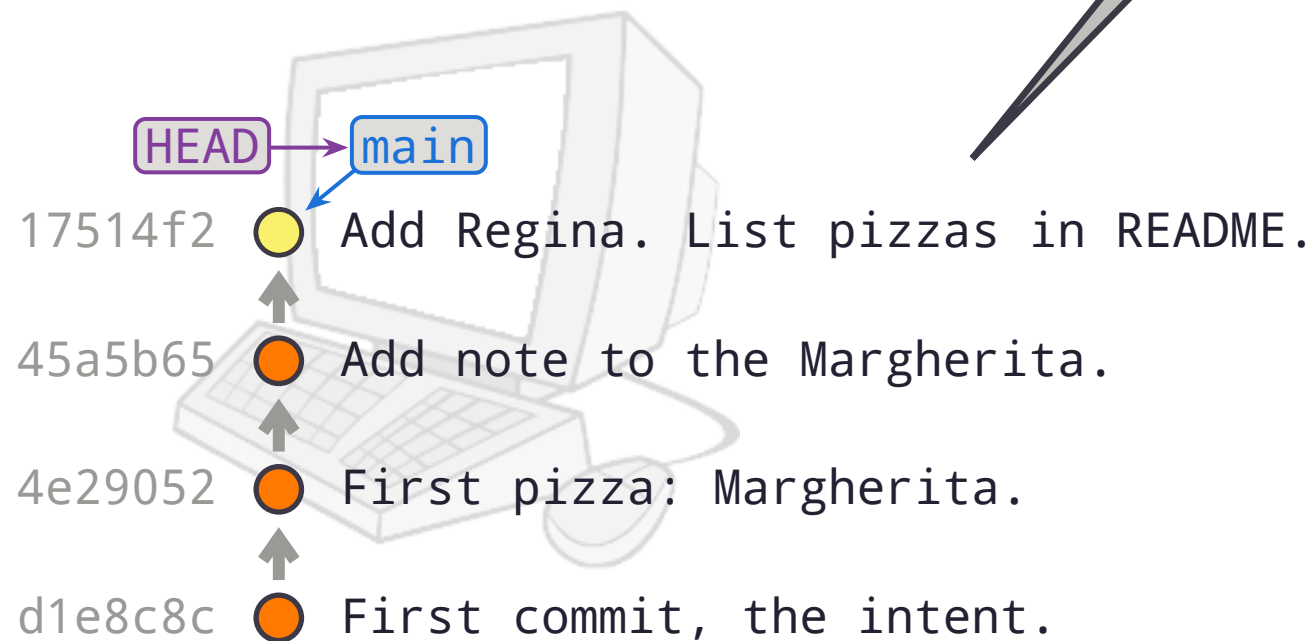 HEAD main
17514f2 Add Regina. List pizzas in README.
45a5b65 Add note to the Margherita.
4e29052 First pizza: Margherita.
d1e8c8c First commit, the intent.